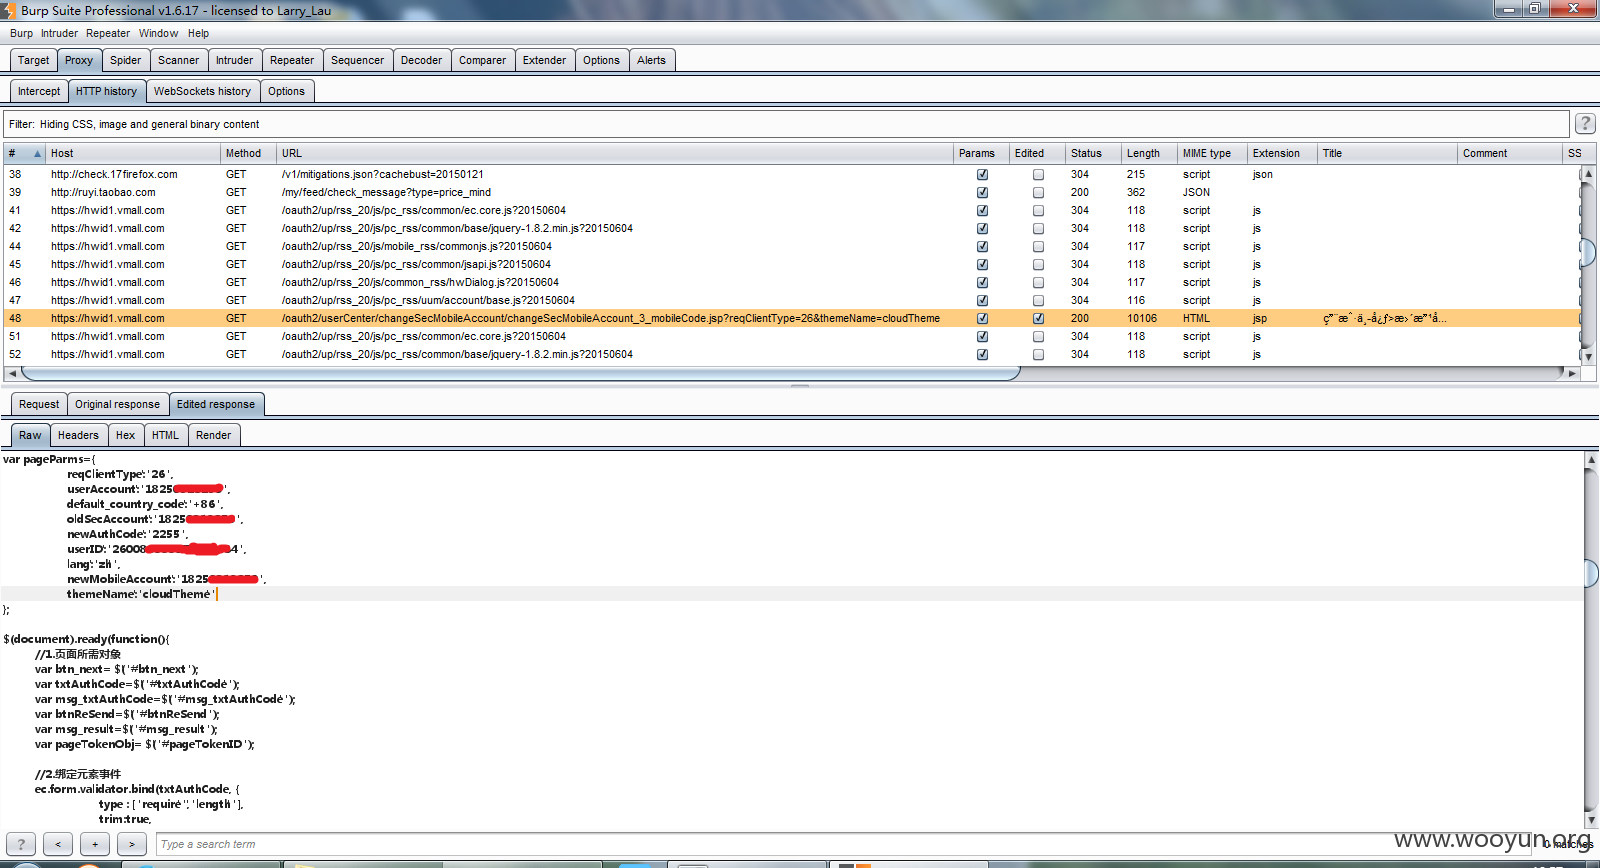 Burp Suite Professional v1.6.17 - licensed to Larry_Lau
Burp Intruder Repeater Window Help
Target Proxy Spider Scanner Intruder Repeater Sequencer Decoder Comparer Extender Options Alerts
Intercept HTTP history WebSockets history Options
Filter: Hiding CSS, image and general binary content
?
# Host Method URL Params Edited Status Length MIME type Extension Title Comment SS
38 http://check.17firefox.com GET /v1/mitigations.json?cachebust=20150121 304 215 script json
39 http://ruyi.taobao.com GET /my/feed/check_message?type=price_mind 200 362 JSON
41 https://hwid1.vmall.com GET /oauth2/up/rss_20/js/pc_rss/common/ec.core.js?20150604 304 118 script js
42 https://hwid1.vmall.com GET /oauth2/up/rss_20/js/pc_rss/common/base/jquery-1.8.2.min.js?20150604 304 118 script js
44 https://hwid1.vmall.com GET /oauth2/up/rss_20/js/mobile_rss/commonjs.js?20150604 304 117 script js
45 https://hwid1.vmall.com GET /oauth2/up/rss_20/js/pc_rss/common/jsapi.js?20150604 304 118 script js
46 https://hwid1.vmall.com GET /oauth2/up/rss_20/js/common_rss/hwDialog.js?20150604 304 117 script js
47 https://hwid1.vmall.com GET /oauth2/up/rss_20/js/pc_rss/uum/account/base.js?20150604 304 116 script js
48 https://hwid1.vmall.com GET /oauth2/userCenter/changeSecMobileAccount/changeSecMobileAccount_3_mobileCode.jsp?reqClientType=26&themeName=cloudTheme 200 10106 HTML jsp
51 https://hwid1.vmall.com GET /oauth2/up/rss_20/js/pc_rss/common/ec.core.js?20150604 304 118 script js
52 https://hwid1.vmall.com GET /oauth2/up/rss_20/js/pc_rss/common/base/jquery-1.8.2.min.js?20150604 304 118 script js
Request Original response Edited response
Raw Headers Hex HTML Render
var pageParms={
reqClientType:'26',
userAccount:'1825 ',
default_country_code:'+86',
oldSecAccount:'1825 ',
newAuthCode:'2255',
userID:'26008 4',
lang:'zh',
newMobileAccount:'1825 ',
themeName:'cloudTheme'
};
$(document).ready(function(){
//1.页面所需对象
var btn_next= $('#btn_next');
var txtAuthCode=$('#txtAuthCode');
var msg_txtAuthCode=$('#msg_txtAuthCode');
var btnReSend=$('#btnReSend');
var msg_result=$('#msg_result');
var pageTokenObj= $('#pageTokenID');
//2.绑定元素事件
ec.form.validator.bind(txtAuthCode, {
type : ['require','length'],
trim:true,
? < + > Type a search term 0 matches
www.wooyun.org